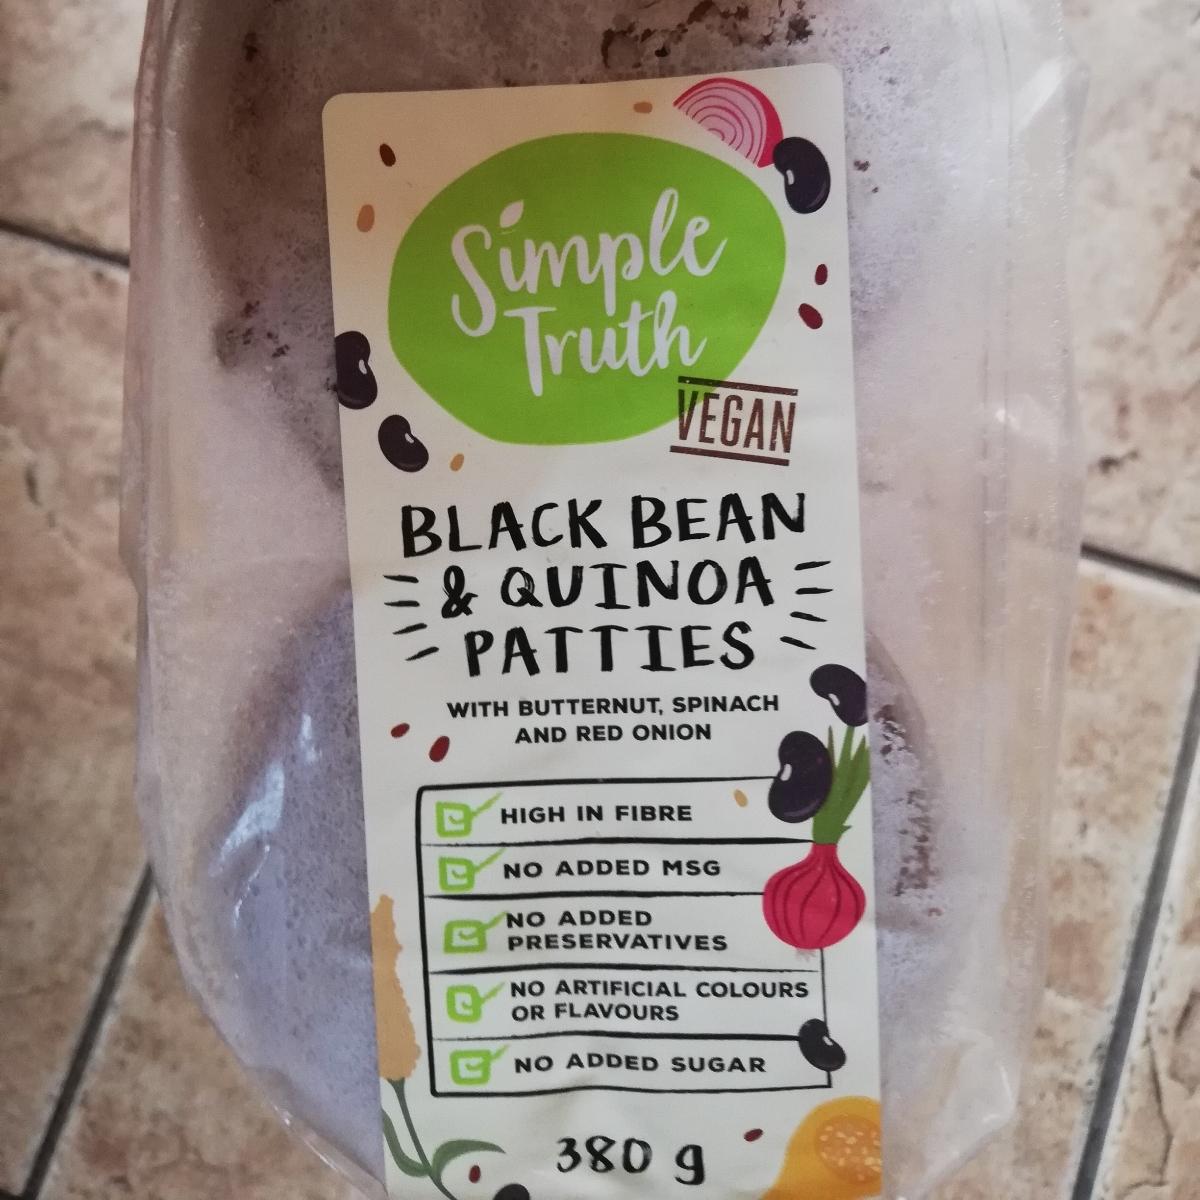 Simple
Truth
VEGAN
BLACK BEAN
& QUINOA
PATTIES
WITH BUTTERNUT, SPINACH
AND RED ONION
HIGH IN FIBRE
NO ADDED MSG
NO ADDED
PRESERVATIVES
NO ARTIFICIAL COLOURS
OR FLAVOURS
NO ADDED SUGAR
380 g